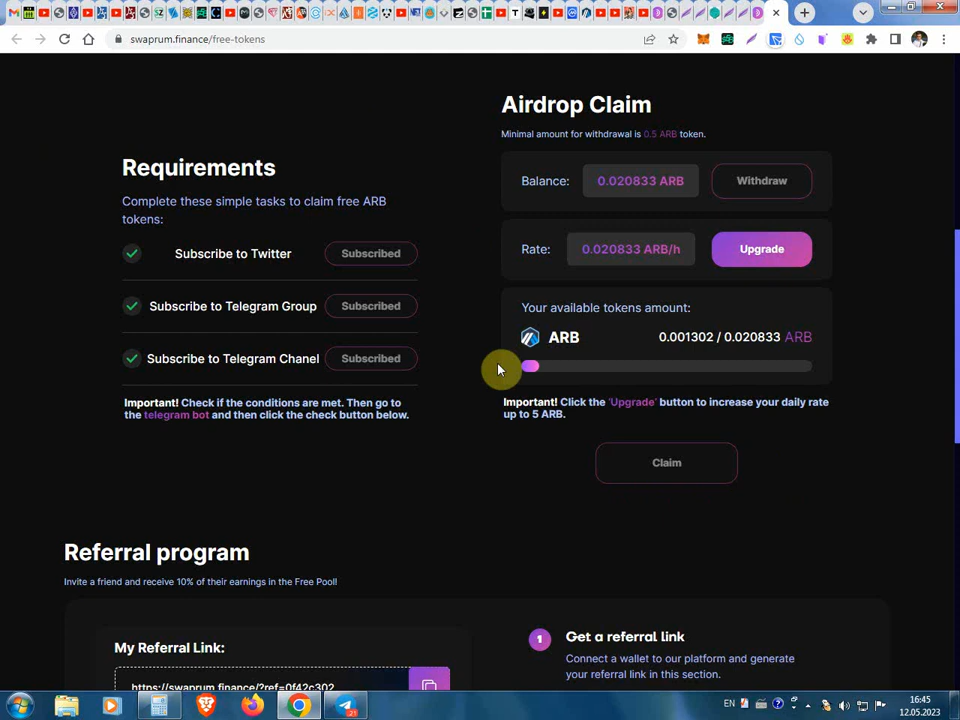 swaprum.finance/free-tokens
Airdrop Claim
Minimal amount for withdrawal is 0.5 ARB token.
Requirements
Complete these simple tasks to claim free ARB
tokens:
Balance: 0.020833 ARB Withdraw
Subscribe to Twitter Subscribed
Rate: 0.020833 ARB/h Upgrade
Subscribe to Telegram Group Subscribed
Your available tokens amount:
ARB 0.001302 / 0.020833 ARB
Subscribe to Telegram Chanel Subscribed
Important! Check if the conditions are met. Then go to
the telegram bot and then click the check button below.
Important! Click the 'Upgrade' button to increase your daily rate
up to 5 ARB.
Claim
Referral program
Invite a friend and receive 10% of their earnings in the Free Pool!
My Referral Link:
https://swaprum.finance/?ref=0f42c302
1 Get a referral link
Connect a wallet to our platform and generate
your referral link in this section.
EN
16:45
12.05.2023